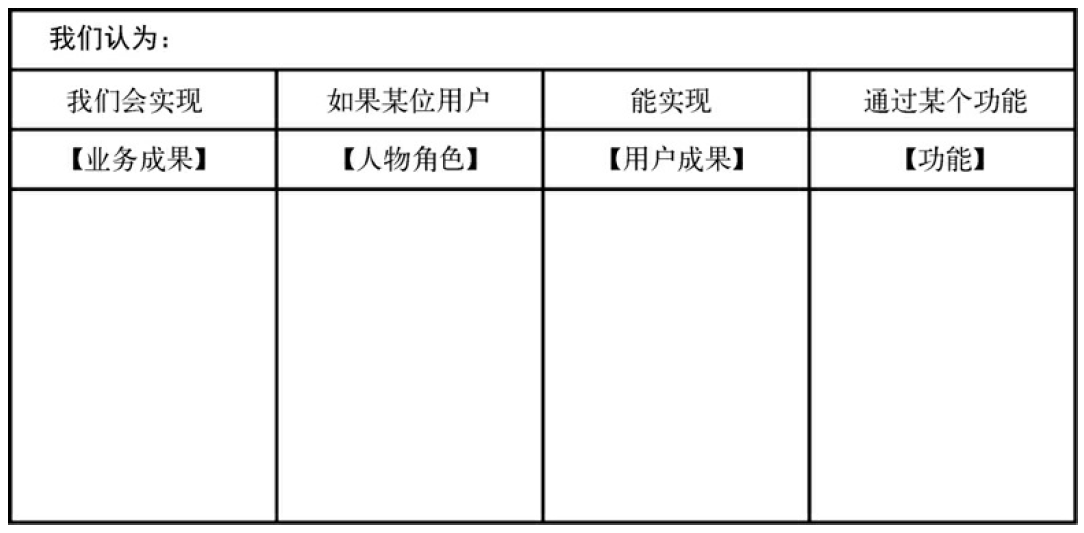 我们认为：
我们会实现 如果某位用户 能实现 通过某个功能
【业务成果】 【人物角色】 【用户成果】 【功能】